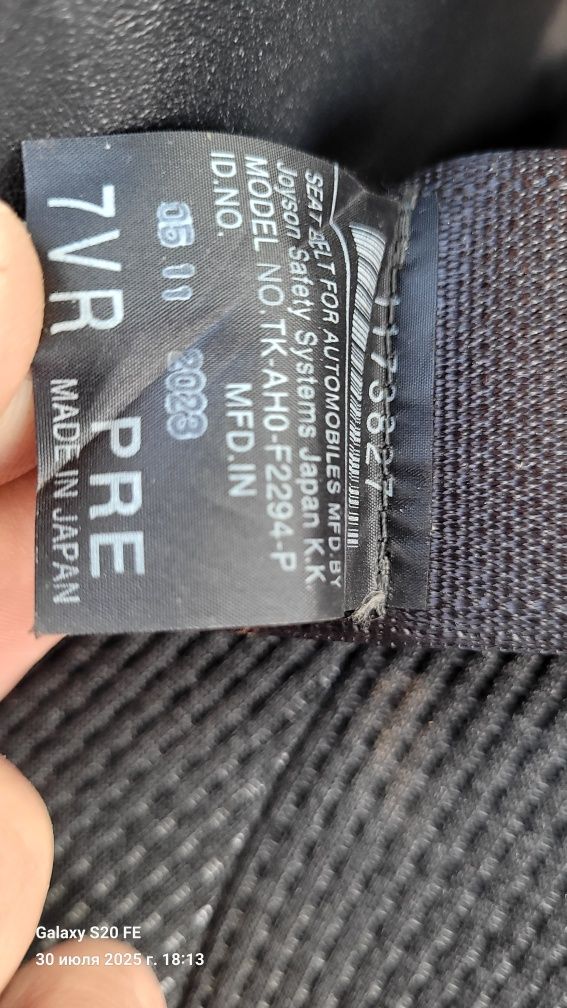 1173827
SEAT BELT FOR AUTOMOBILES MFD.BY
Joyson Safety Systems Japan K.K
MODEL NO.TK-AH0-F2294-P
ID.NO. MFD.IN
05 11 2023
7VR PRE
MADE IN JAPAN
Galaxy S20 FE
30 июля 2025 г. 18:13